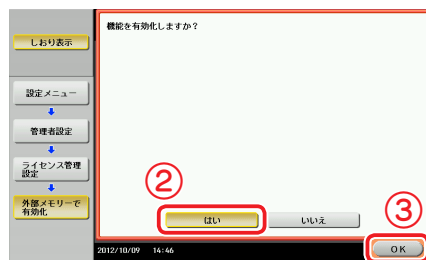 機能を有効化しますか？
しおり表示
設定メニュー
管理者設定
ライセンス管理
設定
外部メモリーで
有効化
②
はい
いいえ
③
2012/10/09 14:46
OK